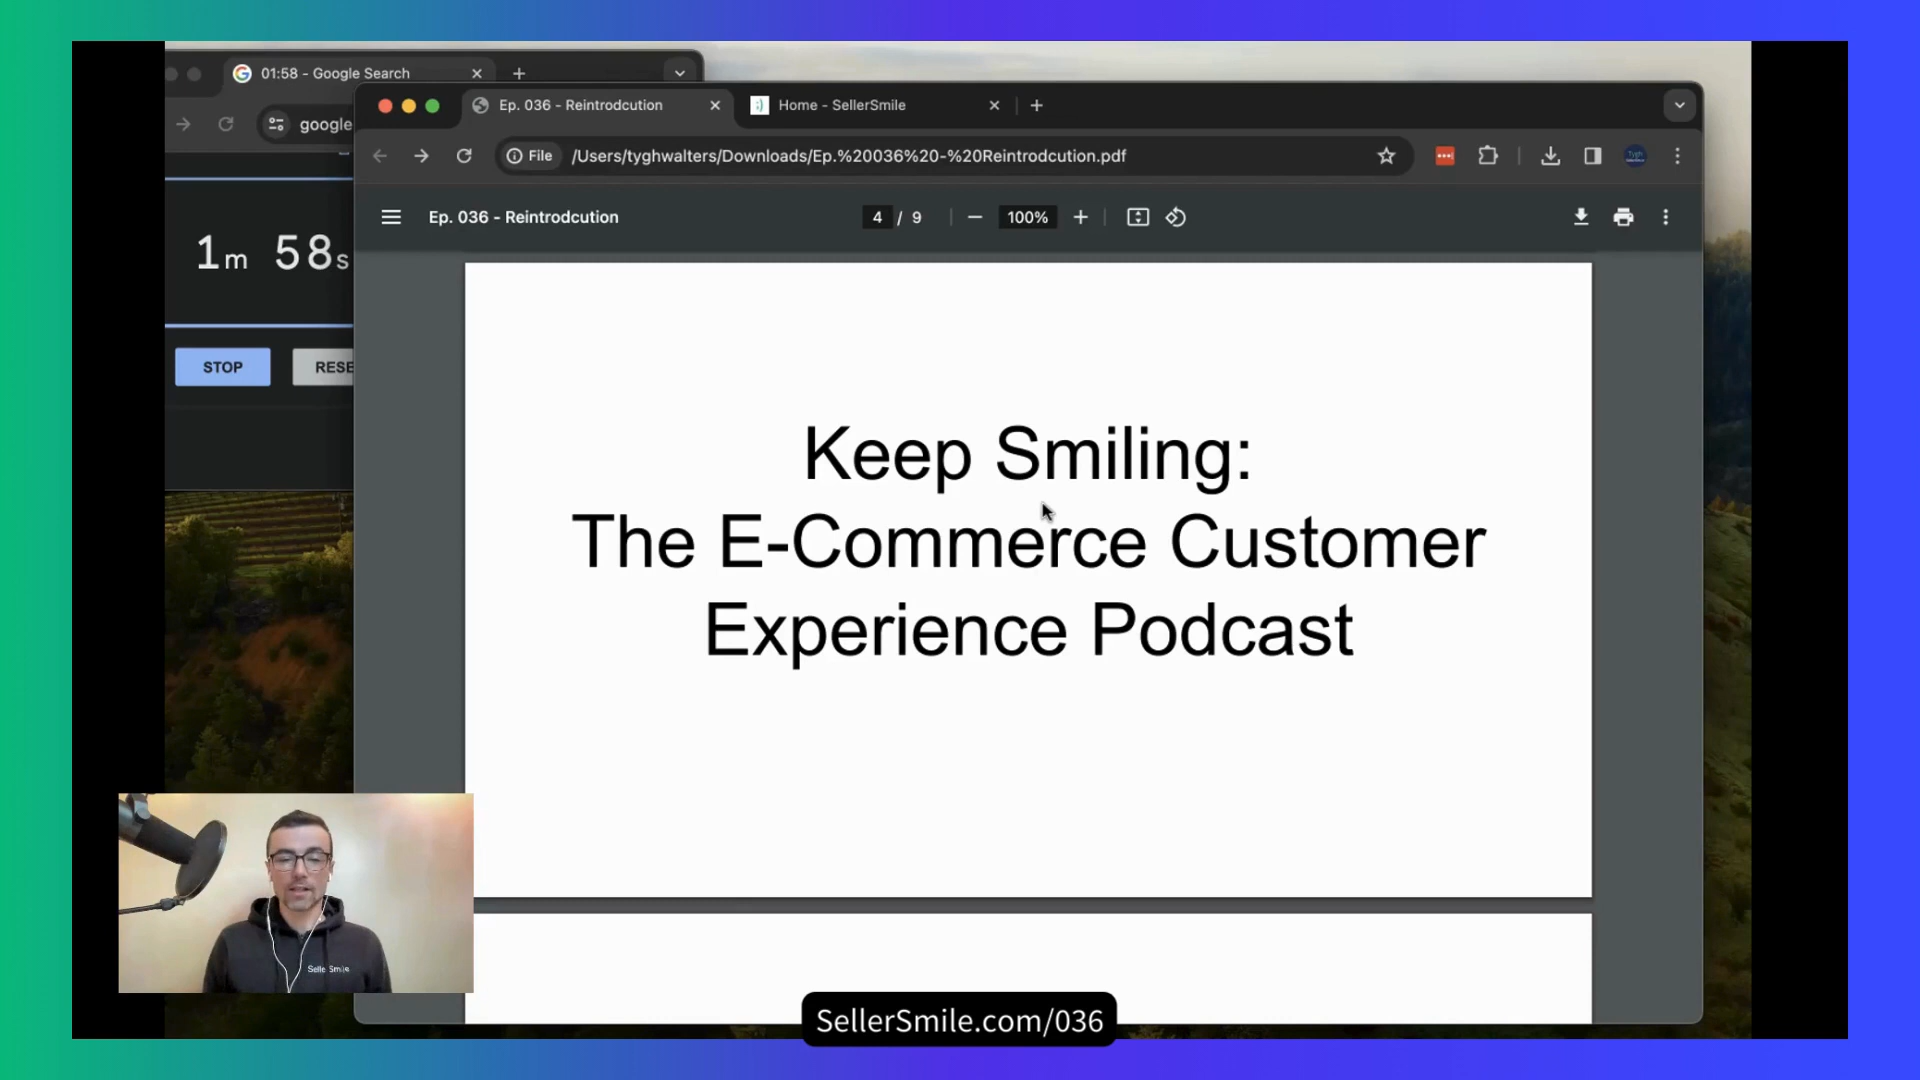 01:58 - Google Search
Ep. 036 - Reintrodcution
Home - SellerSmile
google
File
/Users/tyghwalters/Downloads/Ep.%20036%20-%20Reintrodcution.pdf
Ep. 036 - Reintrodcution
4 / 9
100%
1m 58s
STOP
RESE
Keep Smiling:
The E-Commerce Customer
Experience Podcast
SellerSmile.com/036